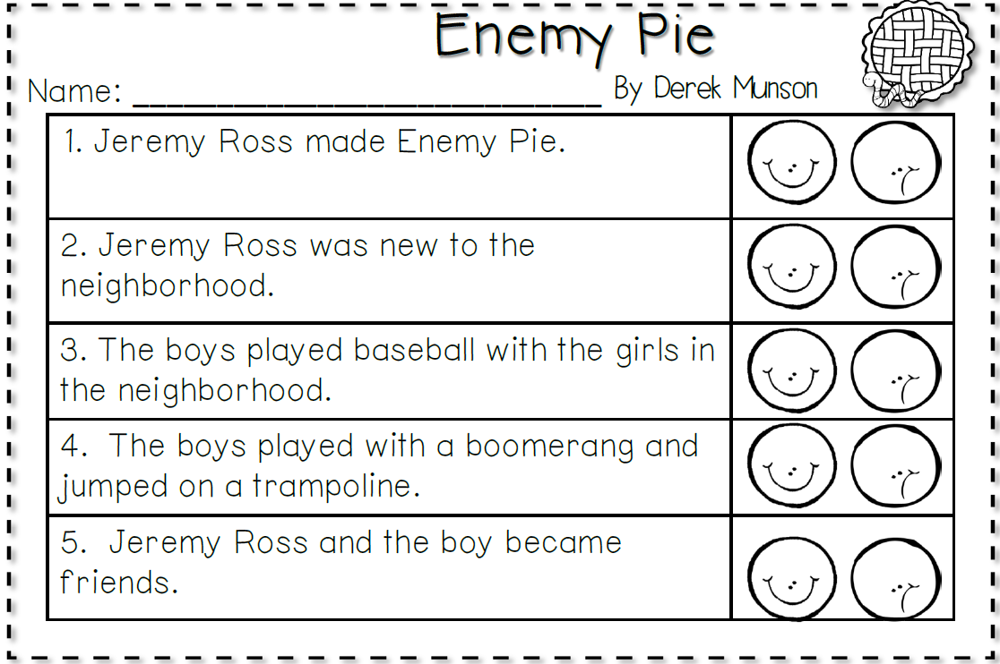 Enemy Pie
Name: ____________________________ By Derek Munson
1. Jeremy Ross made Enemy Pie.
2. Jeremy Ross was new to the
neighborhood.
3. The boys played baseball with the girls in
the neighborhood.
4. The boys played with a boomerang and
jumped on a trampoline.
5. Jeremy Ross and the boy became
friends.